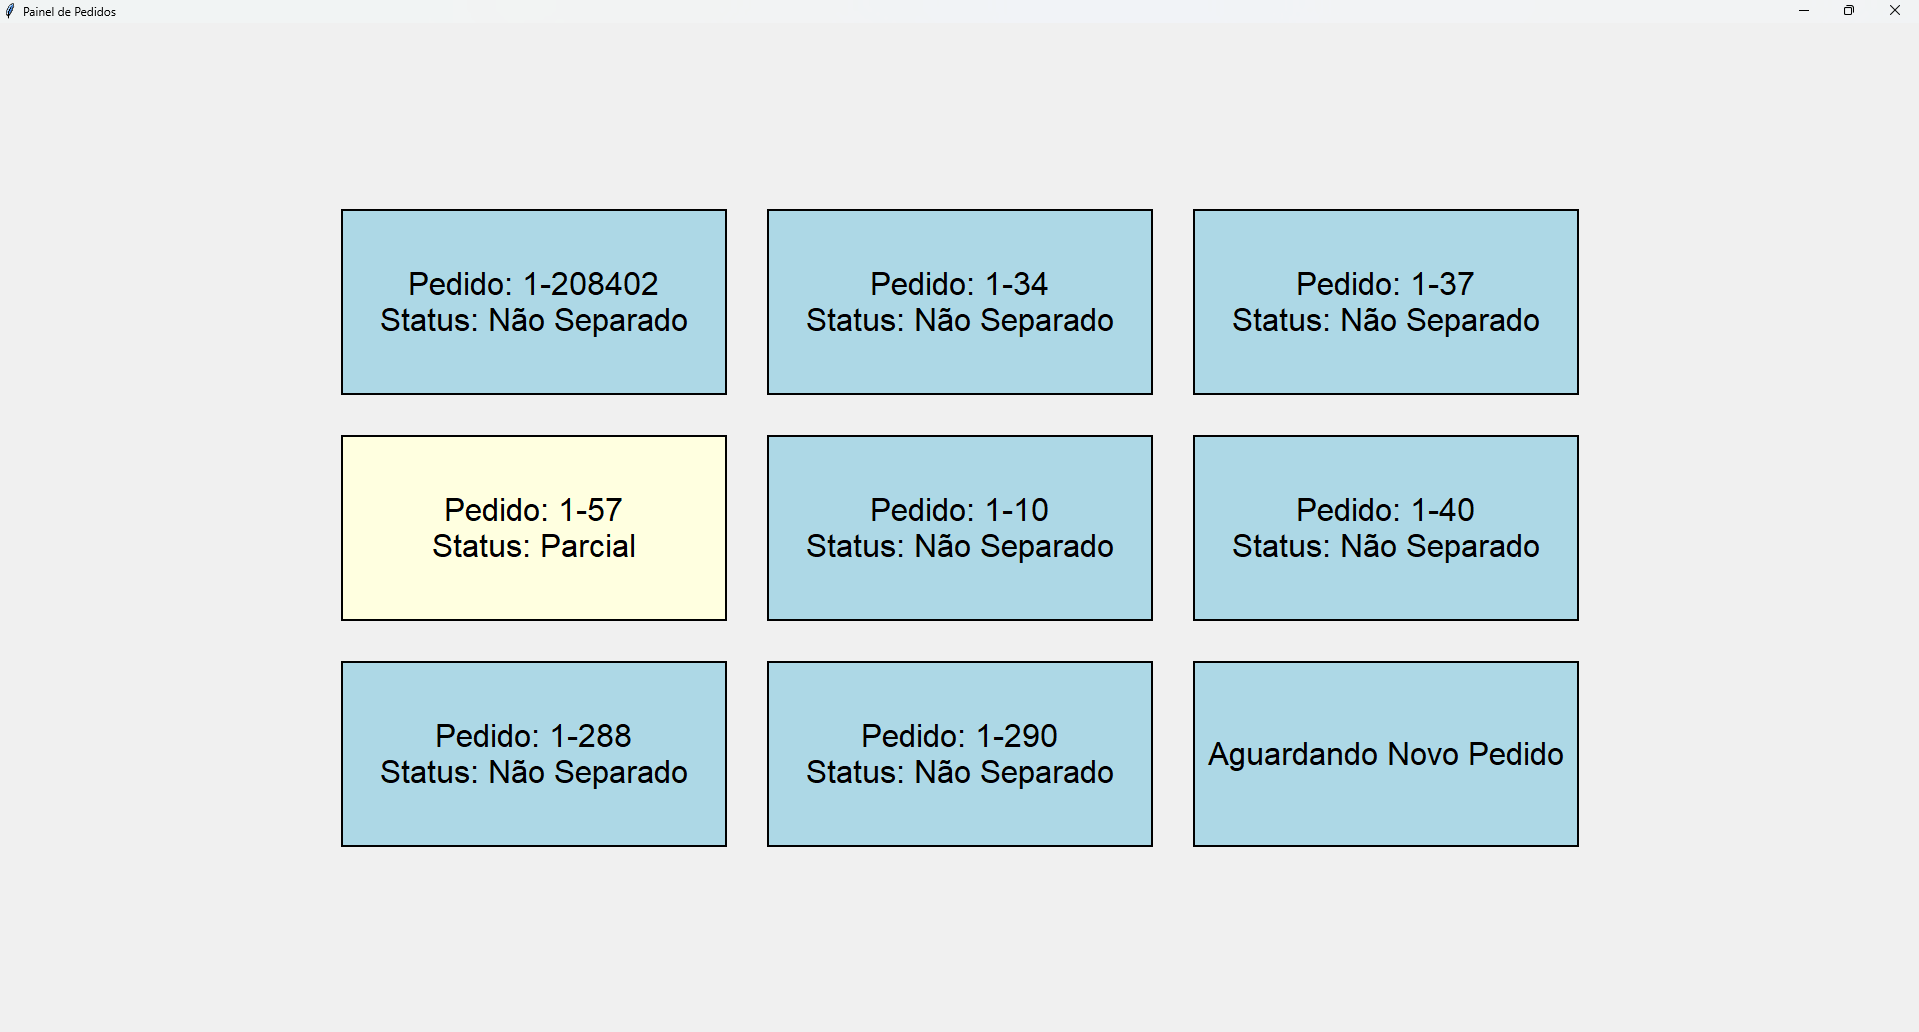 Painel de Pedidos
Pedido: 1-208402
Status: Não Separado
Pedido: 1-34
Status: Não Separado
Pedido: 1-37
Status: Não Separado
Pedido: 1-57
Status: Parcial
Pedido: 1-10
Status: Não Separado
Pedido: 1-40
Status: Não Separado
Pedido: 1-288
Status: Não Separado
Pedido: 1-290
Status: Não Separado
Aguardando Novo Pedido